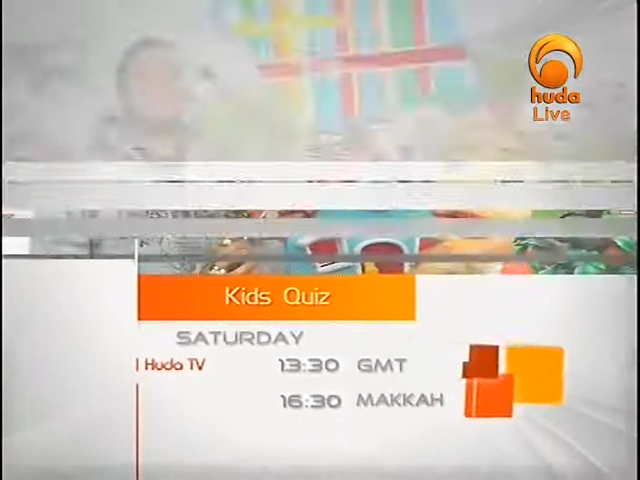 huda
Live
Kids Quiz
SATURDAY
Huda TV
13:30 GMT
16:30 MAKKAH